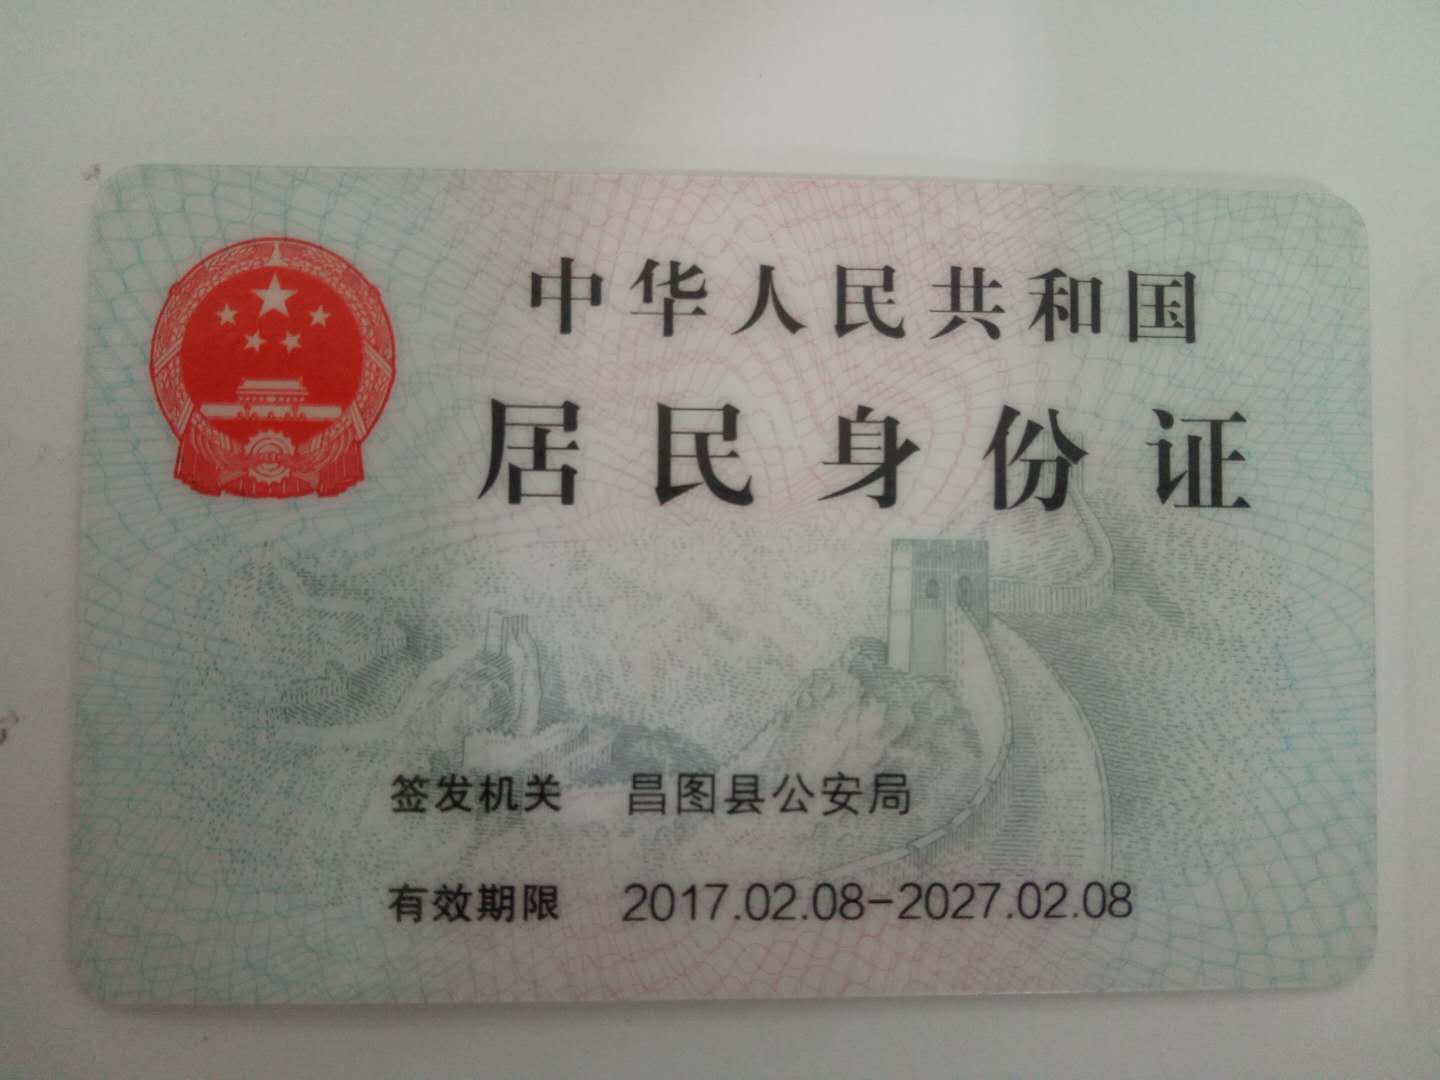 中华人民共和国
居民身份证
签发机关 昌图县公安局
有效期限 2017.02.08-2027.02.08